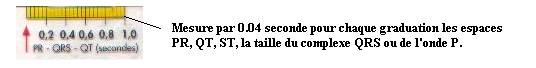 0,2 0,4 0,6 0,8 1,0
PR - QRS - QT (secondes)
Mesure par 0.04 seconde pour chaque graduation les espaces
PR, QT, ST, la taille du complexe QRS ou de l'onde P.